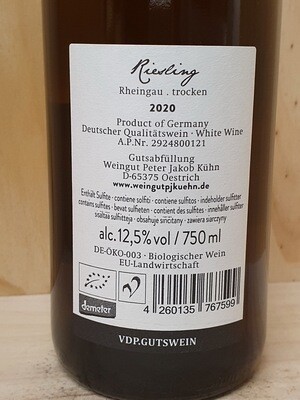 Riesling
Rheingau . trocken
2020
Product of Germany
Deutscher Qualitätswein · White Wine
A.P.Nr. 2924800121
Gutsabfüllung
Weingut Peter Jakob Kühn
D-65375 Oestrich
www.weingutpjkuehn.de
Enthält Sulfite · contiene solfiti · contiene sulfitos · indeholder sulfitter
contains sulfites · bevat sulfieten · contient des sulfites · innehåller sulfiter
sisältää sulfiitteja · obsahuje siričitany · zawiera siarczyny
alc. 12,5% vol / 750 ml
DE-ÖKO-003 · Biologischer Wein
EU-Landwirtschaft
demeter
4 260135 767599
VDP.GUTSWEIN